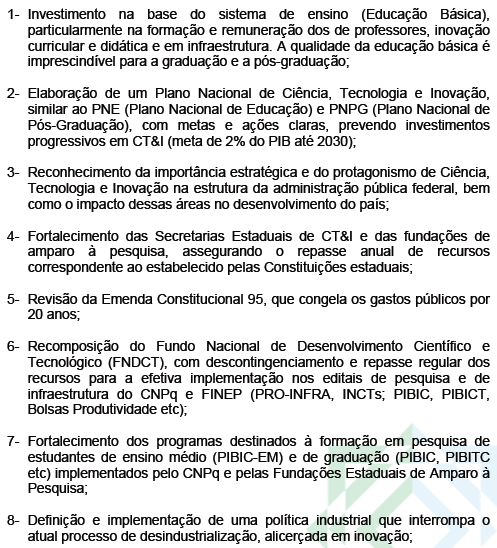 1- Investimento na base do sistema de ensino (Educação Básica),
particularmente na formação e remuneração dos de professores, inovação
curricular e didática e em infraestrutura. A qualidade da educação básica é
imprescindível para a graduação e a pós-graduação;
2- Elaboração de um Plano Nacional de Ciência, Tecnologia e Inovação,
similar ao PNE (Plano Nacional de Educação) e PNPG (Plano Nacional de
Pós-Graduação), com metas e ações claras, prevendo investimentos
progressivos em CT&I (meta de 2% do PIB até 2030);
3- Reconhecimento da importância estratégica e do protagonismo de Ciência,
Tecnologia e Inovação na estrutura da administração pública federal, bem
como o impacto dessas áreas no desenvolvimento do país;
4- Fortalecimento das Secretarias Estaduais de CT&I e das fundações de
amparo à pesquisa, assegurando o repasse anual de recursos
correspondente ao estabelecido pelas Constituições estaduais;
5- Revisão da Emenda Constitucional 95, que congela os gastos públicos por
20 anos;
6- Recomposição do Fundo Nacional de Desenvolvimento Científico e
Tecnológico (FNDCT), com descontingenciamento e repasse regular dos
recursos para a efetiva implementação nos editais de pesquisa e de
infraestrutura do CNPq e FINEP (PRO-INFRA, INCTs; PIBIC, PIBICT,
Bolsas Produtividade etc);
7- Fortalecimento dos programas destinados à formação em pesquisa de
estudantes de ensino médio (PIBIC-EM) e de graduação (PIBIC, PIBITC
etc) implementados pelo CNPq e pelas Fundações Estaduais de Amparo à
Pesquisa;
8- Definição e implementação de uma política industrial que interrompa o
atual processo de desindustrialização, alicerçada em inovação;